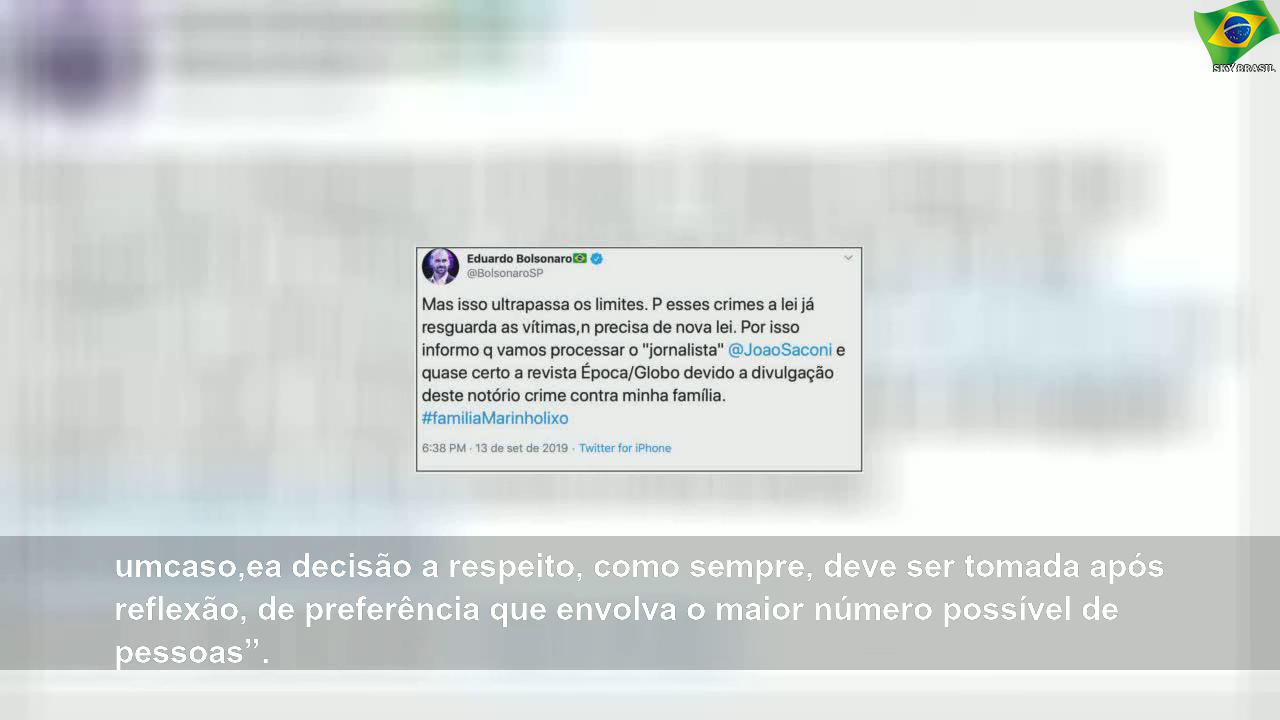 SKY BRASIL
Eduardo Bolsonaro
@BolsonaroSP
Mas isso ultrapassa os limites. P esses crimes a lei já
resguarda as vítimas,n precisa de nova lei. Por isso
informo q vamos processar o "jornalista" @JoaoSaconi e
quase certo a revista Época/Globo devido a divulgação
deste notório crime contra minha família.
#familiaMarinholixo
6:38 PM · 13 de set de 2019 · Twitter for iPhone
umcaso,ea decisão a respeito, como sempre, deve ser tomada após
reflexão, de preferência que envolva o maior número possível de
pessoas”.